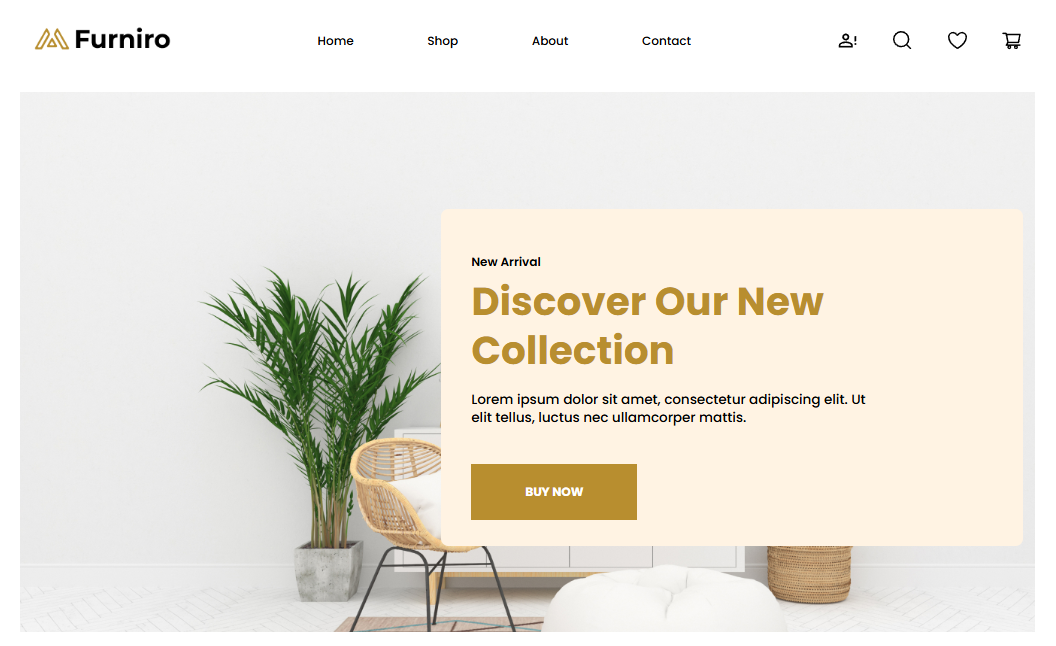 Furniro
Home
Shop
About
Contact
New Arrival
Discover Our New
Collection
Lorem ipsum dolor sit amet, consectetur adipiscing elit. Ut
elit tellus, luctus nec ullamcorper mattis.
BUY NOW